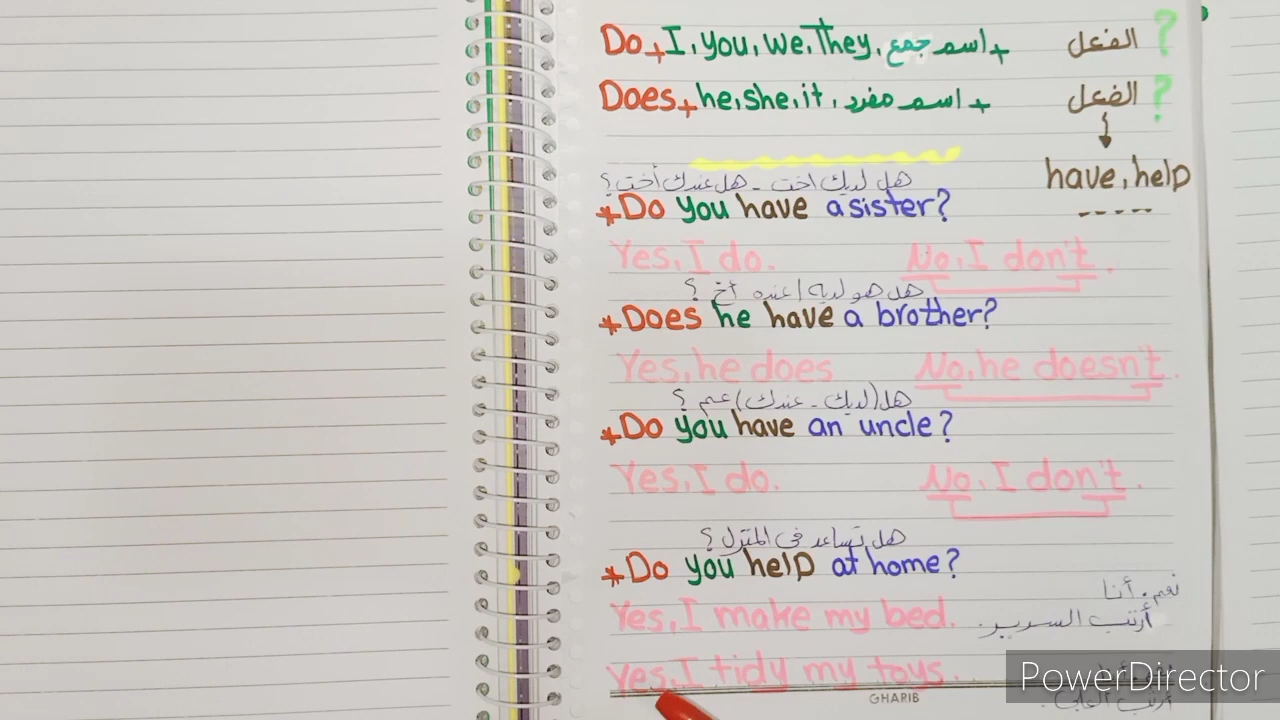 Do + I, you, we, They, اسم جمع + الفعل ?
Does + he, she, it, اسم مفرد + الفعل ?
have, help
هل لديك اخت - هل عندك أخت ؟
* Do you have a sister?
Yes, I do. No, I don't.
هل هو لديه / عنده أخ ؟
* Does he have a brother?
Yes, he does No, he doesn't.
هل (لديك - عندك) عم ؟
* Do you have an uncle?
Yes, I do. No, I don't.
هل تساعد فى المنزل ؟
* Do you help at home?
نعم. أنا
Yes, I make my bed. أرتب السرير.
Yes, I tidy my toys.
PowerDirector
GHARIB